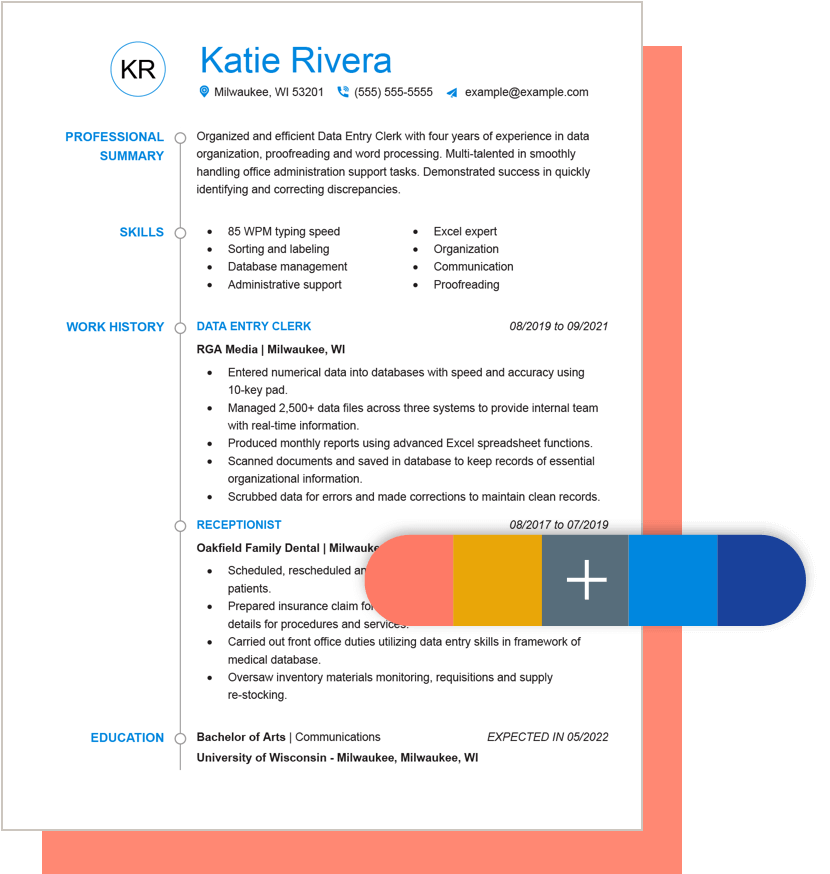 KR
Katie Rivera
Milwaukee, WI 53201 (555) 555-5555 example@example.com
PROFESSIONAL
SUMMARY
Organized and efficient Data Entry Clerk with four years of experience in data
organization, proofreading and word processing. Multi-talented in smoothly
handling office administration support tasks. Demonstrated success in quickly
identifying and correcting discrepancies.
SKILLS
• 85 WPM typing speed
• Sorting and labeling
• Database management
• Administrative support
• Excel expert
• Organization
• Communication
• Proofreading
WORK HISTORY
DATA ENTRY CLERK 08/2019 to 09/2021
RGA Media | Milwaukee, WI
• Entered numerical data into databases with speed and accuracy using
10-key pad.
• Managed 2,500+ data files across three systems to provide internal team
with real-time information.
• Produced monthly reports using advanced Excel spreadsheet functions.
• Scanned documents and saved in database to keep records of essential
organizational information.
• Scrubbed data for errors and made corrections to maintain clean records.
RECEPTIONIST 08/2017 to 07/2019
Oakfield Family Dental |
• Scheduled, rescheduled
patients.
• Prepared insurance claim
details for procedures and services.
• Carried out front office duties utilizing data entry skills in framework of
medical database.
• Oversaw inventory materials monitoring, requisitions and supply
re-stocking.
EDUCATION
Bachelor of Arts | Communications EXPECTED IN 05/2022
University of Wisconsin - Milwaukee, Milwaukee, WI